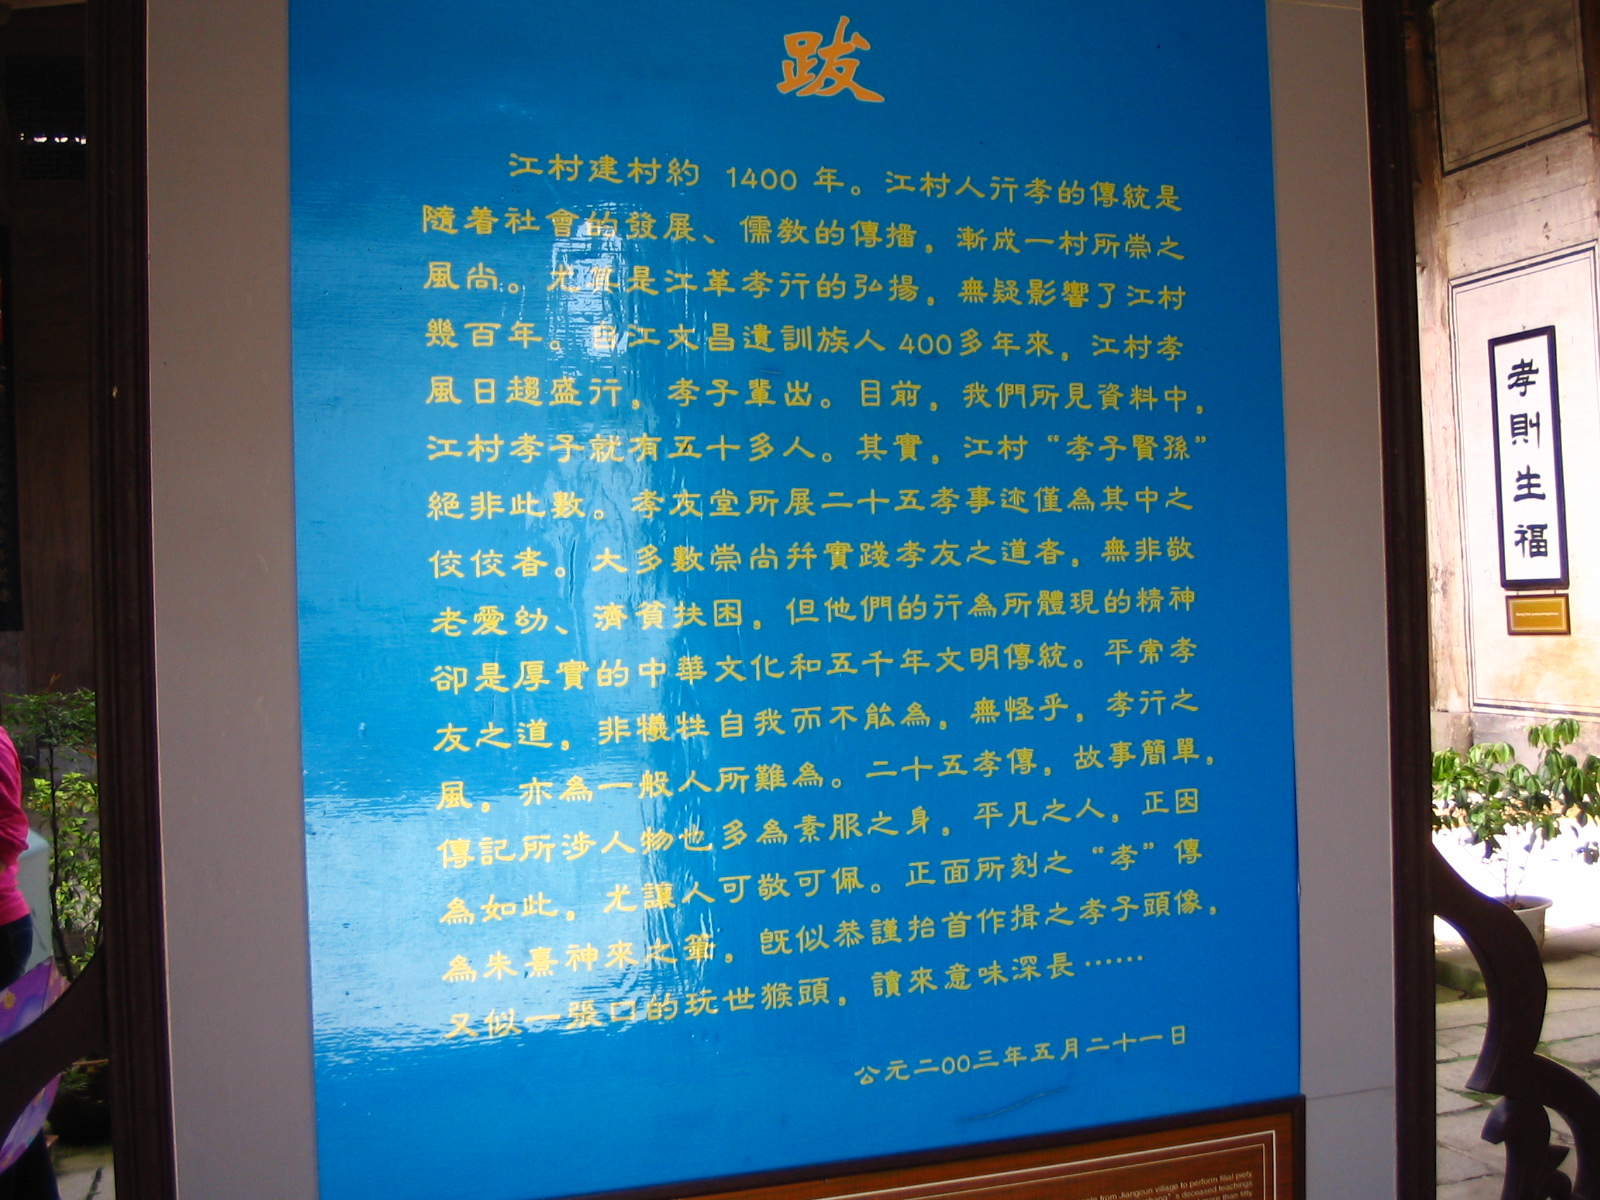 跋
江村建村約 1400 年。江村人行孝的傳統是
隨着社會的發展、儒教的傳播，漸成一村所崇之
風尚。尤其是江革孝行的弘揚，無疑影響了江村
幾百年。自江文昌遺訓族人 400多年來，江村孝
風日趨盛行，孝子輩出。目前，我們所見資料中，
江村孝子就有五十多人。其實，江村“孝子賢孫”
絕非此數。孝友堂所展二十五孝事迹僅為其中之
佼佼者。大多數崇尚并實踐孝友之道者，無非敬
老愛幼、濟貧扶困，但他們的行為所體現的精神
卻是厚實的中華文化和五千年文明傳統。平常孝
友之道，非犧牲自我而不能為，無怪乎，孝行之
風，亦為一般人所難為。二十五孝傳，故事簡單，
傳記所涉人物也多為素服之身，平凡之人，正因
為如此，尤讓人可敬可佩。正面所刻之“孝”傳
為朱熹神來之筆，既似恭謹抬首作揖之孝子頭像，
又似一張口的玩世猴頭，讀來意味深長……
公元二00三年五月二十一日
孝則生福
from Jiangcun village to perform filial piety
's deceased teachings
more than fifty